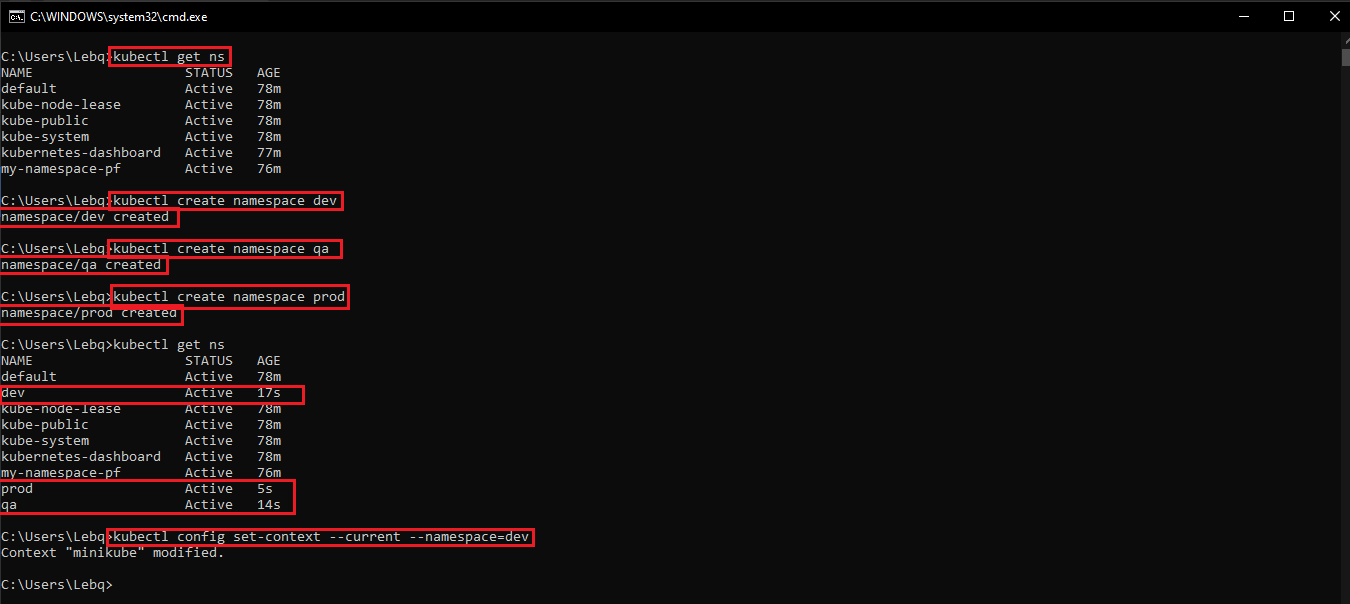 C:\WINDOWS\system32\cmd.exe
C:\Users\Lebq>kubectl get ns
NAME                   STATUS   AGE
default                Active   78m
kube-node-lease        Active   78m
kube-public            Active   78m
kube-system            Active   78m
kubernetes-dashboard   Active   77m
my-namespace-pf        Active   76m
C:\Users\Lebq>kubectl create namespace dev
namespace/dev created
C:\Users\Lebq>kubectl create namespace qa
namespace/qa created
C:\Users\Lebq>kubectl create namespace prod
namespace/prod created
C:\Users\Lebq>kubectl get ns
NAME                   STATUS   AGE
default                Active   78m
dev                    Active   17s
kube-node-lease        Active   78m
kube-public            Active   78m
kube-system            Active   78m
kubernetes-dashboard   Active   78m
my-namespace-pf        Active   76m
prod                   Active   5s
qa                     Active   14s
C:\Users\Lebq>kubectl config set-context --current --namespace=dev
Context "minikube" modified.
C:\Users\Lebq>